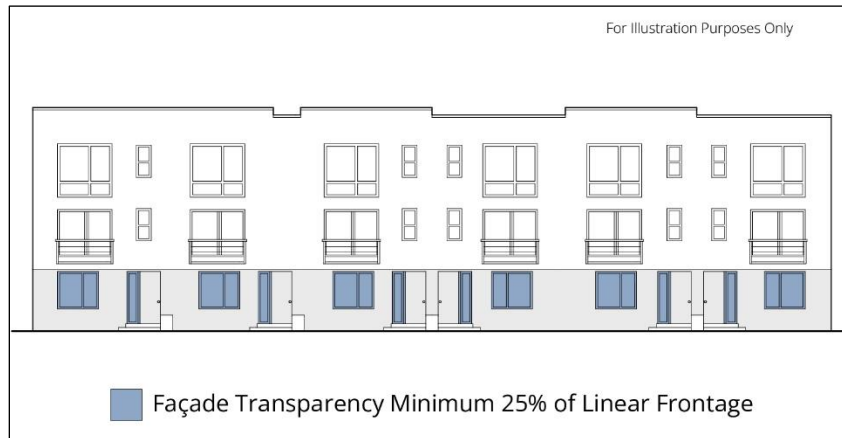 For Illustration Purposes Only
Façade Transparency Minimum 25% of Linear Frontage